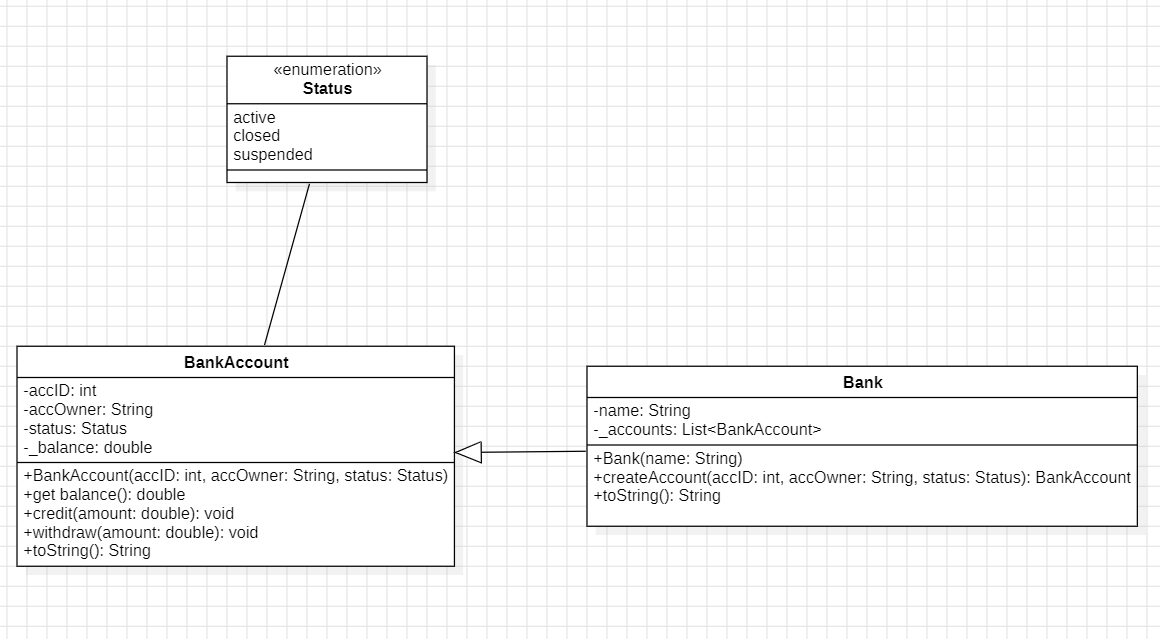 «enumeration»
Status
active
closed
suspended
BankAccount
-accID: int
-accOwner: String
-status: Status
-_balance: double
+BankAccount(accID: int, accOwner: String, status: Status)
+get balance(): double
+credit(amount: double): void
+withdraw(amount: double): void
+toString(): String
Bank
-name: String
-_accounts: List<BankAccount>
+Bank(name: String)
+createAccount(accID: int, accOwner: String, status: Status): BankAccount
+toString(): String